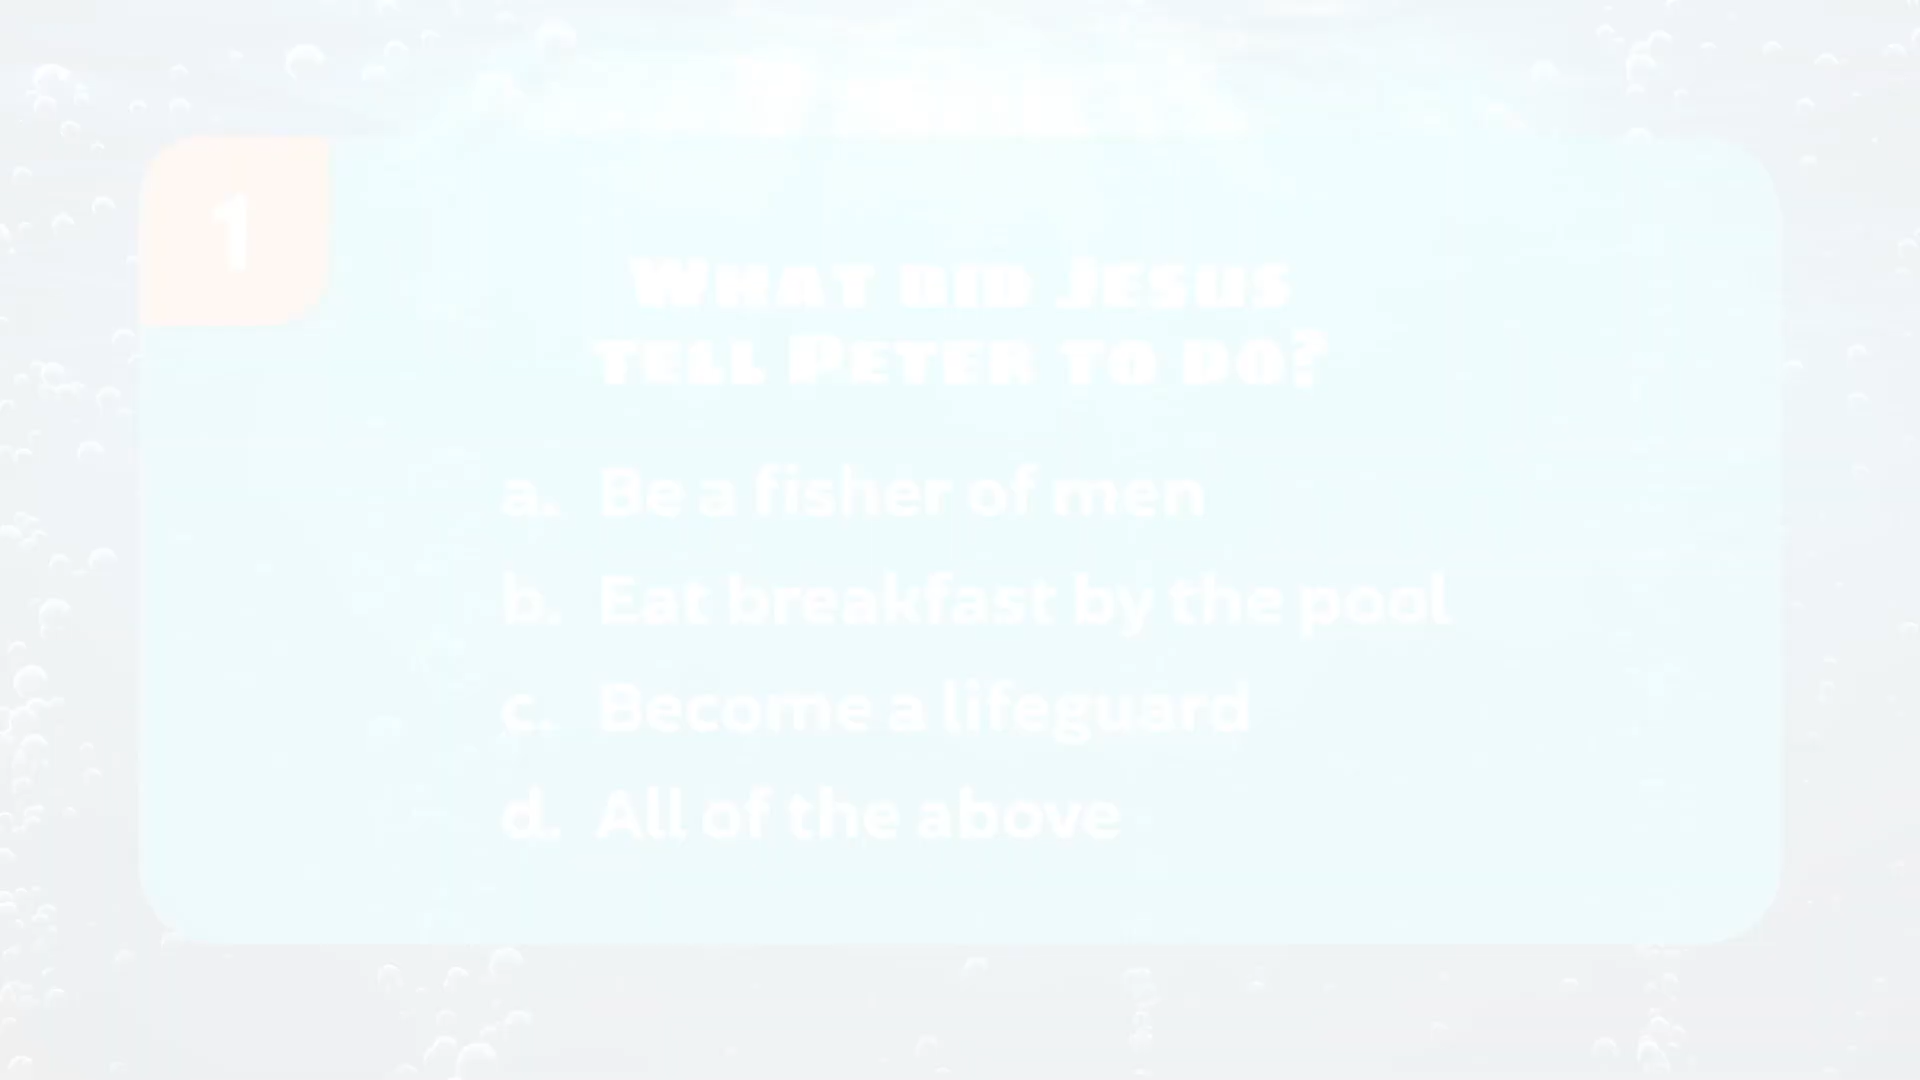 1
What did Jesus
tell Peter to do?
a. Be a fisher of men
b. Eat breakfast by the pool
c. Become a lifeguard
d. All of the above